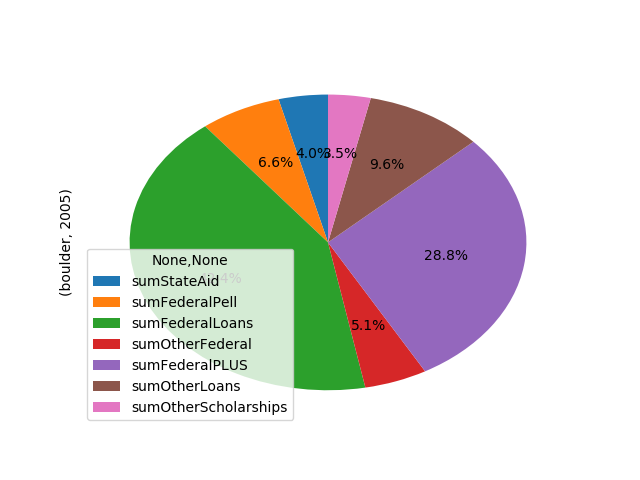 4.0%
3.5%
6.6%
9.6%
28.8%
5.1%
(boulder, 2005)
None,None
sumStateAid
sumFederalPell
sumFederalLoans
sumOtherFederal
sumFederalPLUS
sumOtherLoans
sumOtherScholarships